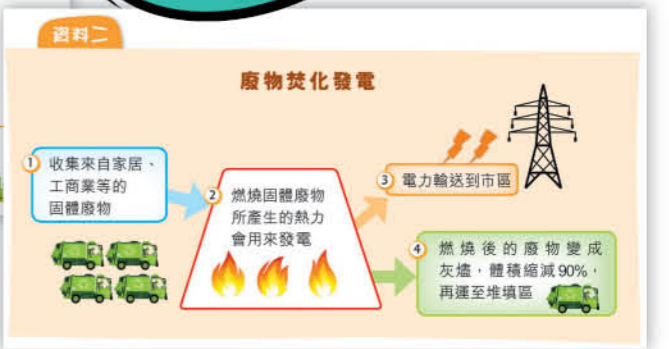 資料二
廢物焚化發電
1
收集來自家居、
工商業等的
固體廢物
2
燃燒固體廢物
所產生的熱力
會用來發電
3
電力輸送到市區
4
燃燒後的廢物變成
灰燼，體積縮減90%，
再運至堆填區